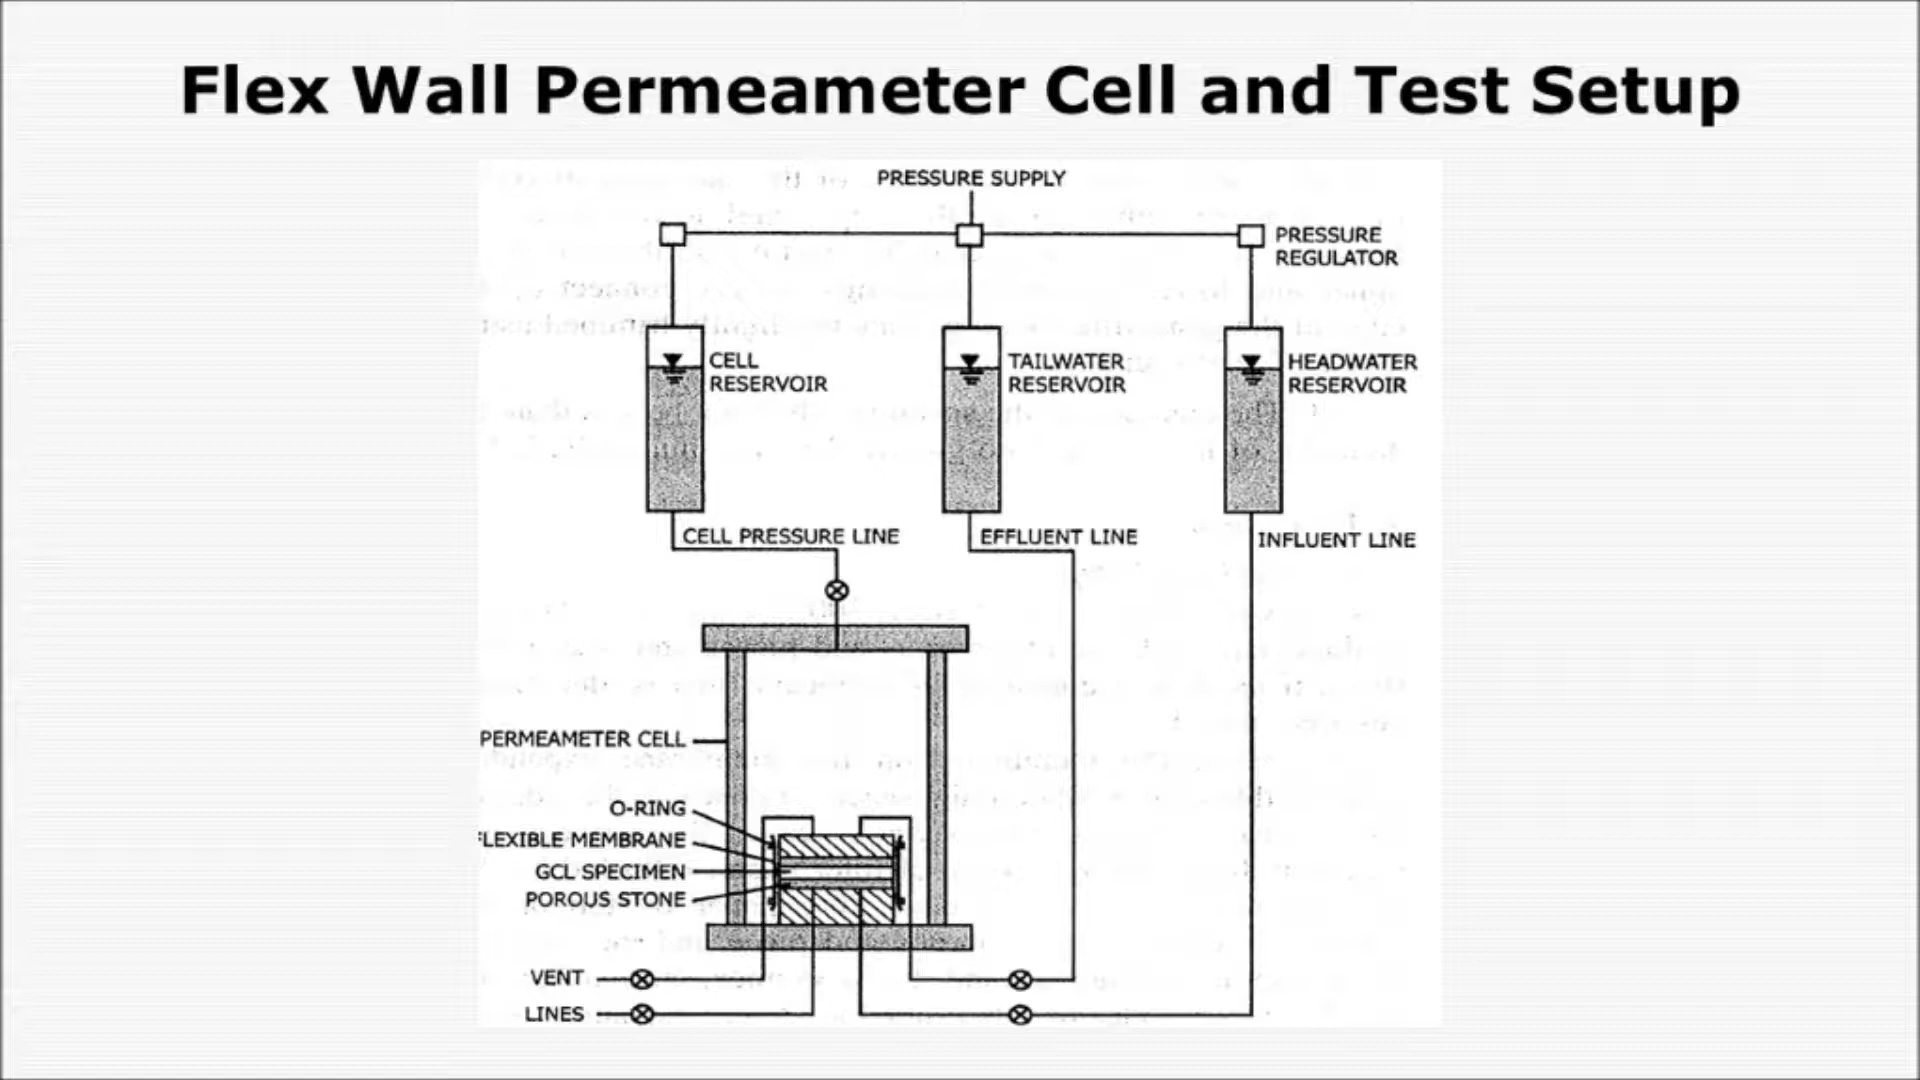 Flex Wall Permeameter Cell and Test Setup
PRESSURE SUPPLY
PRESSURE
REGULATOR
CELL
RESERVOIR
TAILWATER
RESERVOIR
HEADWATER
RESERVOIR
CELL PRESSURE LINE
EFFLUENT LINE
INFLUENT LINE
PERMEAMETER CELL
O-RING
FLEXIBLE MEMBRANE
GCL SPECIMEN
POROUS STONE
VENT
LINES